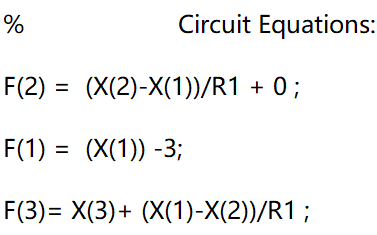 % Circuit Equations:
F(2) = (X(2)-X(1))/R1 + 0 ;
F(1) = (X(1)) -3;
F(3)= X(3)+ (X(1)-X(2))/R1 ;